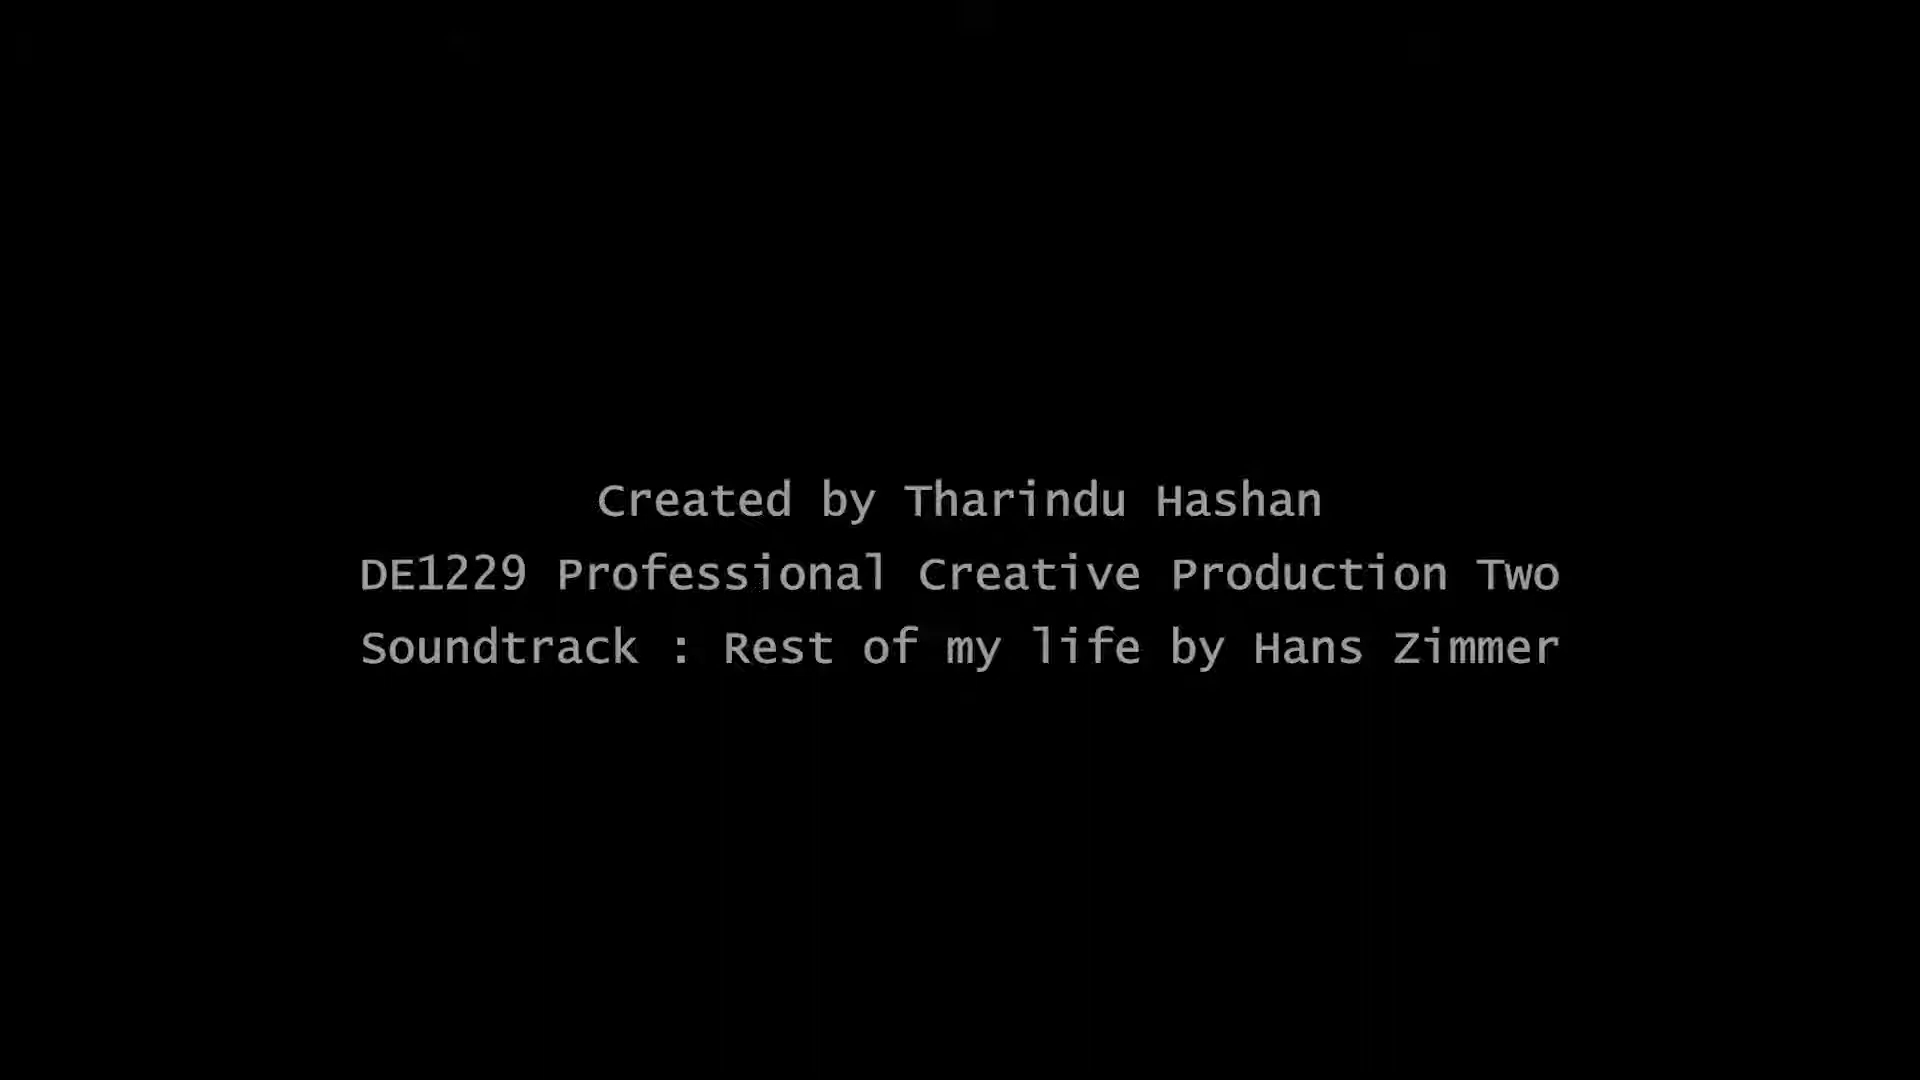 Created by Tharindu Hashan
DE1229 Professional Creative Production Two
Soundtrack : Rest of my life by Hans Zimmer